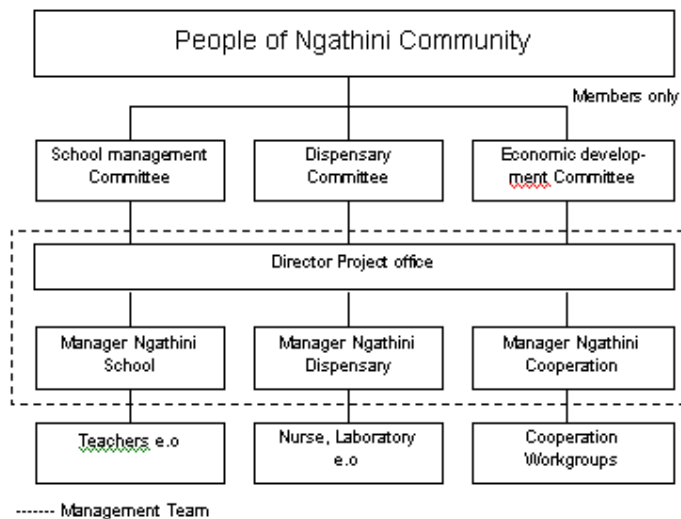 People of Ngathini Community
Members only
School management
Committee
Dispensary
Committee
Economic develop-
ment Committee
Director Project office
Manager Ngathini
School
Manager Ngathini
Dispensary
Manager Ngathini
Cooperation
Teachers e.o
Nurse, Laboratory
e.o
Cooperation
Workgroups
------- Management Team